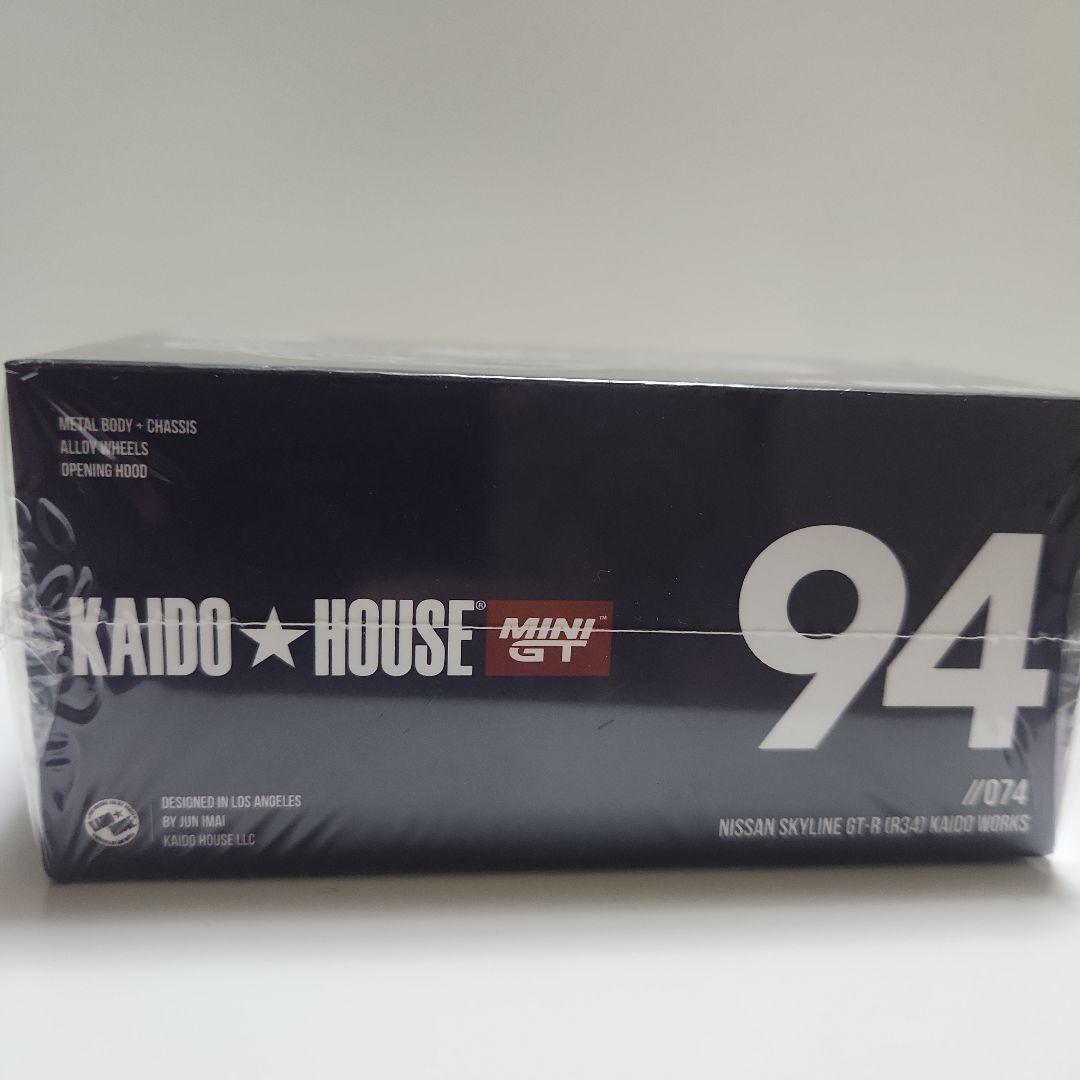 METAL BODY + CHASSIS
ALLOY WHEELS
OPENING HOOD
KAIDO★HOUSE® MINI GT™
94
//074
NISSAN SKYLINE GT-R (R34) KAIDO WORKS
DESIGNED IN LOS ANGELES
BY JUN IMAI
KAIDO HOUSE LLC